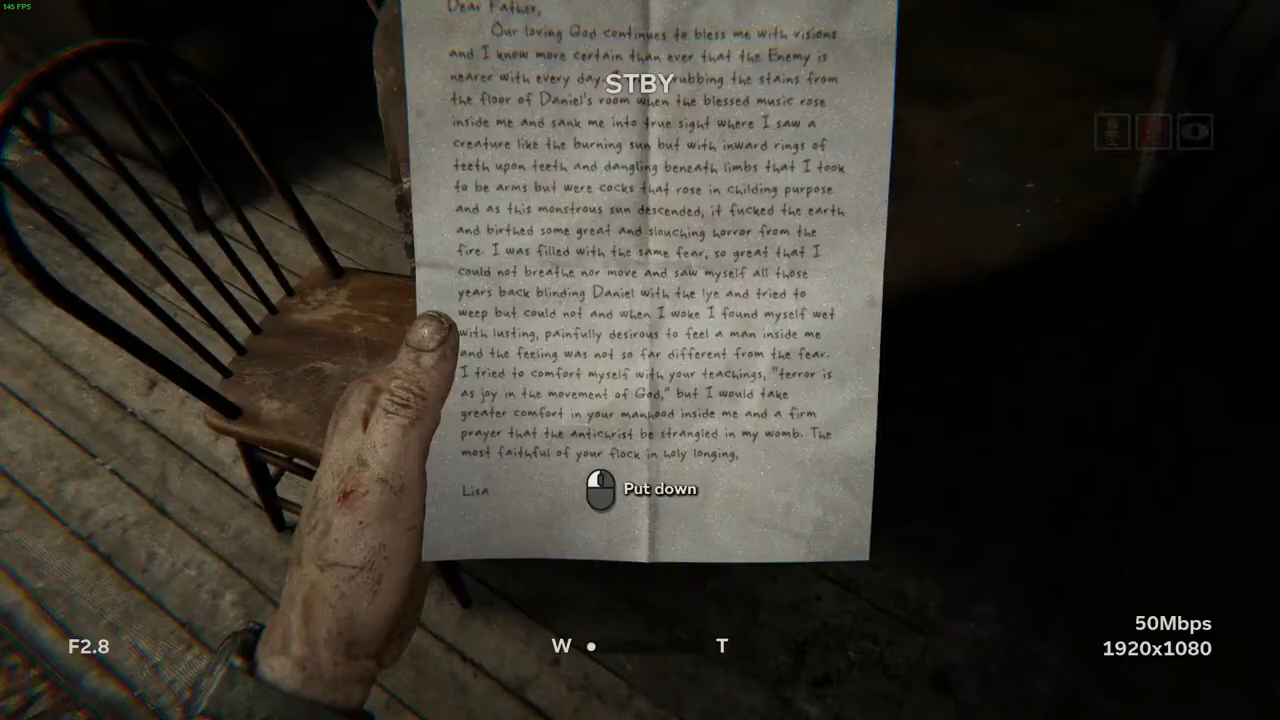 145 FPS
Dear Father,
Our loving God continues to bless me with visions
and I know more certain than ever that the Enemy is
nearer with every day rubbing the stains from
STBY
the floor of Daniel's room when the blessed music rose
inside me and sank me into true sight where I saw a
creature like the burning sun but with inward rings of
teeth upon teeth and dangling beneath limbs that I took
to be arms but were cocks that rose in childing purpose
and as this monstrous sun descended, it fucked the earth
and birthed some great and slouching horror from the
fire. I was filled with the same fear, so great that I
could not breathe nor move and saw myself all those
years back blinding Daniel with the lye and tried to
weep but could not and when I woke I found myself wet
with lusting, painfully desirous to feel a man inside me
and the feeling was not so far different from the fear.
I tried to comfort myself with your teachings, "terror is
as joy in the movement of God," but I would take
greater comfort in your manhood inside me and a firm
prayer that the antichrist be strangled in my womb. The
most faithful of your flock in holy longing,
Lisa
Put down
50Mbps
F2.8
W
T
1920x1080